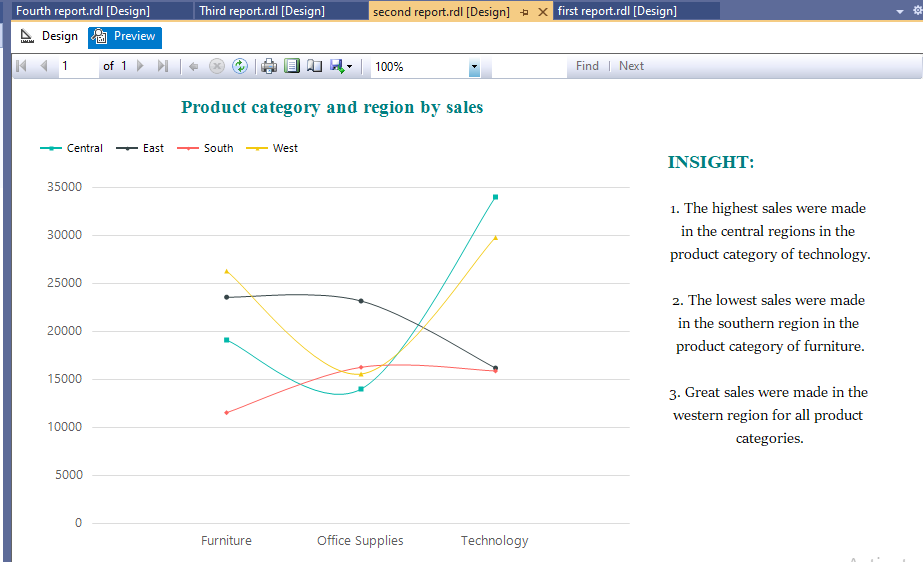 Fourth report.rdl [Design] Third report.rdl [Design] second report.rdl [Design] first report.rdl [Design]
Design Preview
1 of 1 100% Find | Next
Product category and region by sales
Central East South West
INSIGHT:
1. The highest sales were made
in the central regions in the
product category of technology.
2. The lowest sales were made
in the southern region in the
product category of furniture.
3. Great sales were made in the
western region for all product
categories.
35000
30000
25000
20000
15000
10000
5000
0
Furniture Office Supplies Technology